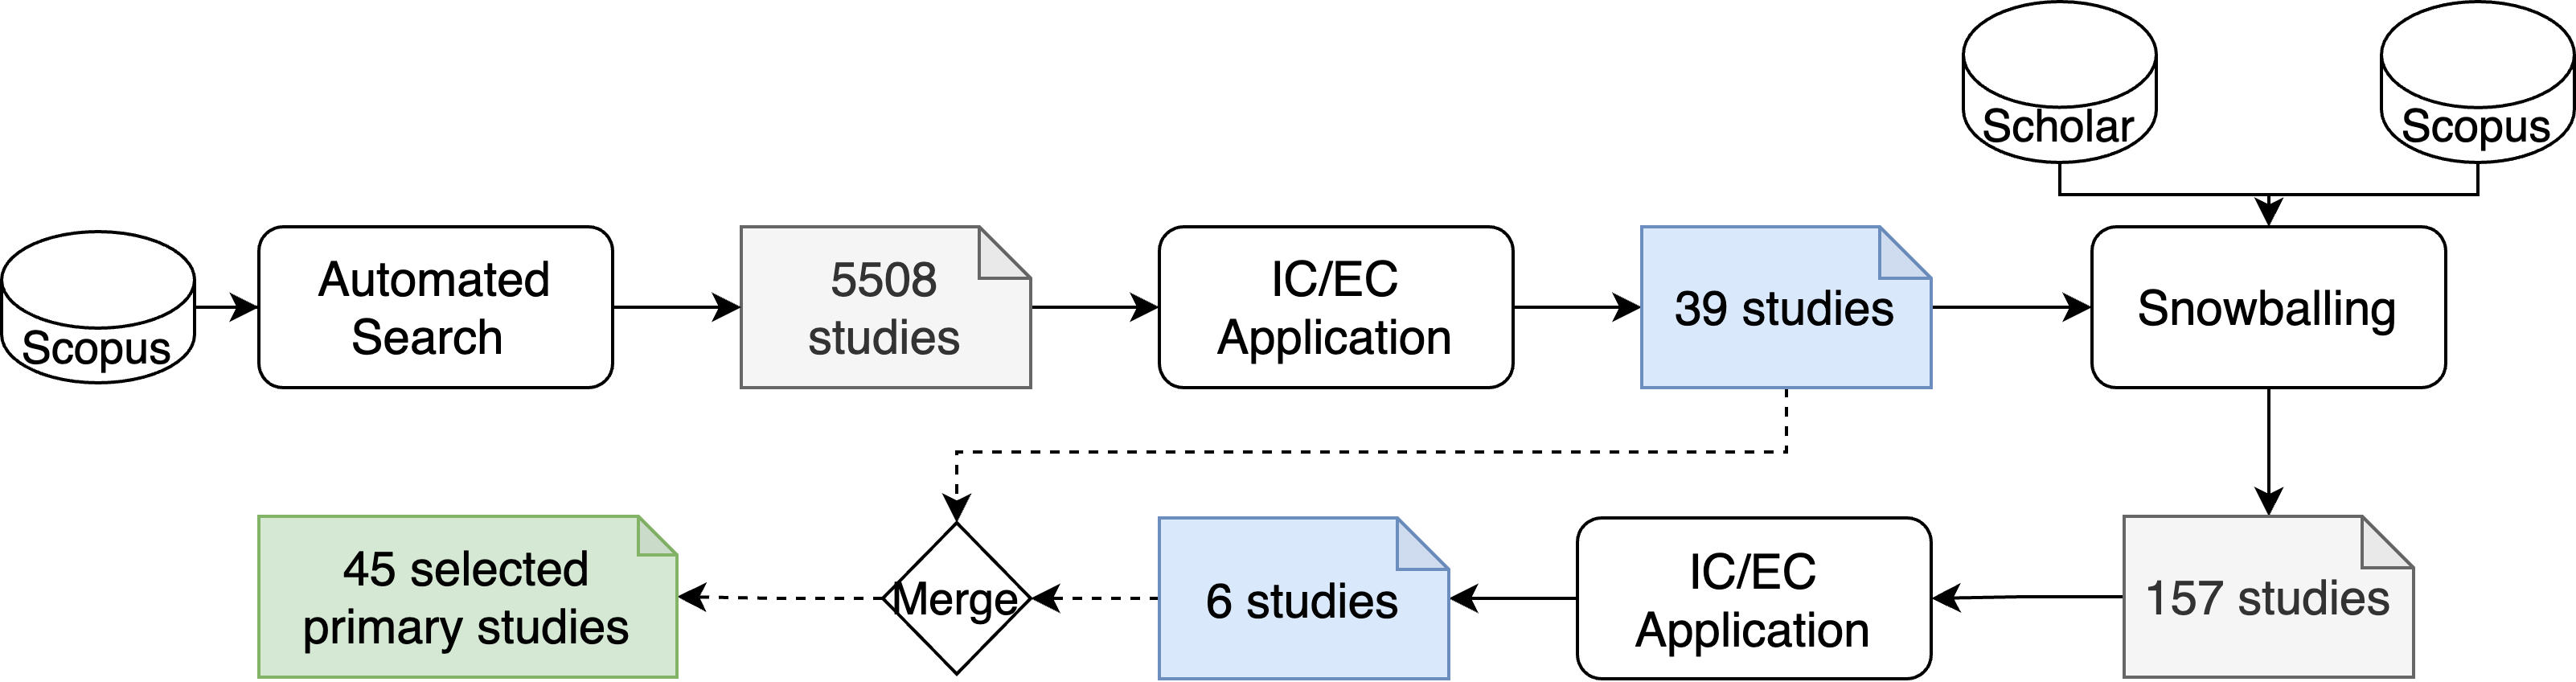 Scholar
Scopus
Scopus
Automated
Search
5508
studies
IC/EC
Application
39 studies
Snowballing
45 selected
primary studies
Merge
6 studies
IC/EC
Application
157 studies